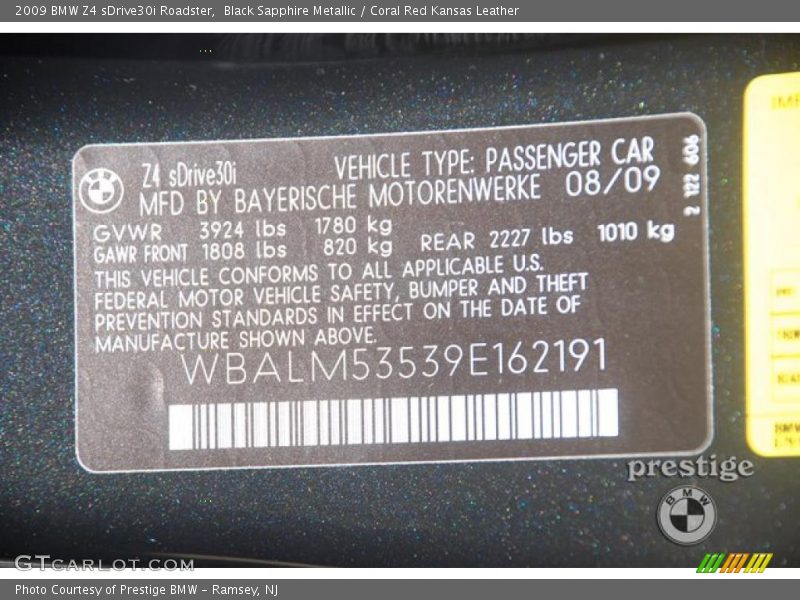 2009 BMW Z4 sDrive30i Roadster,  Black Sapphire Metallic / Coral Red Kansas Leather
Z4 sDrive30i VEHICLE TYPE: PASSENGER CAR
MFD BY BAYERISCHE MOTORENWERKE 08/09
2 122 606
GVWR 3924 lbs 1780 kg
GAWR FRONT 1808 lbs 820 kg REAR 2227 lbs 1010 kg
THIS VEHICLE CONFORMS TO ALL APPLICABLE U.S.
FEDERAL MOTOR VEHICLE SAFETY, BUMPER AND THEFT
PREVENTION STANDARDS IN EFFECT ON THE DATE OF
MANUFACTURE SHOWN ABOVE.
WBALM53539E162191
prestige
BMW
GTcarlot.com
Photo Courtesy of Prestige BMW – Ramsey, NJ